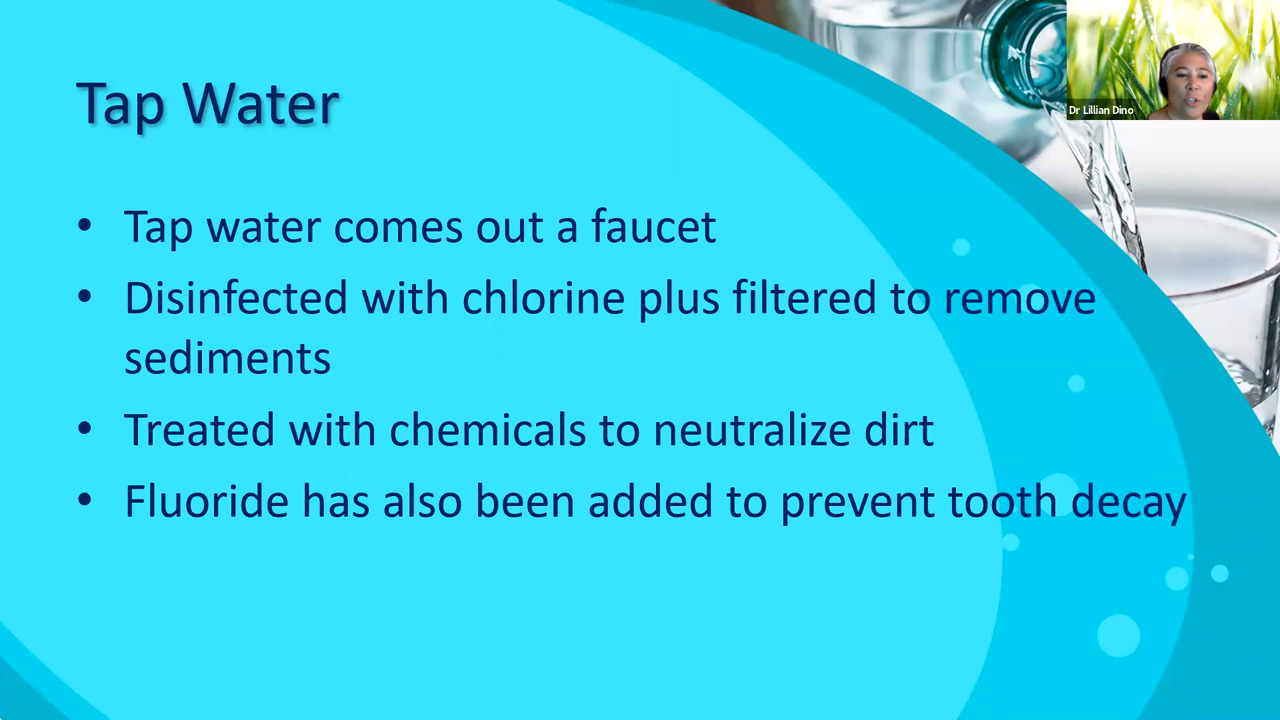 Tap Water
Dr Lillian Dino
• Tap water comes out a faucet
• Disinfected with chlorine plus filtered to remove
sediments
• Treated with chemicals to neutralize dirt
• Fluoride has also been added to prevent tooth decay